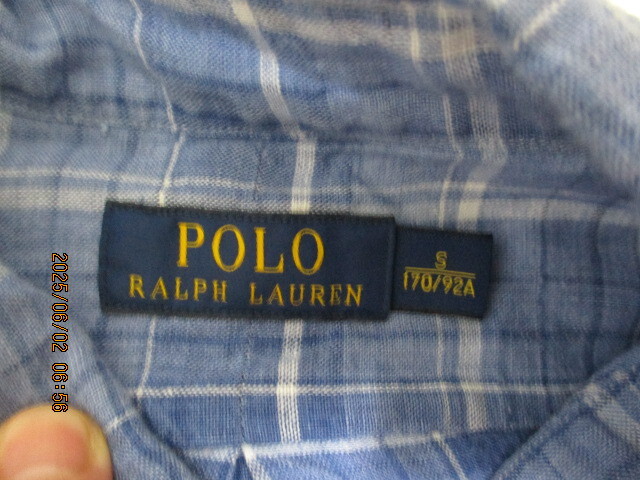 POLO
RALPH LAUREN
S
170/92A
2025/06/02 06:56